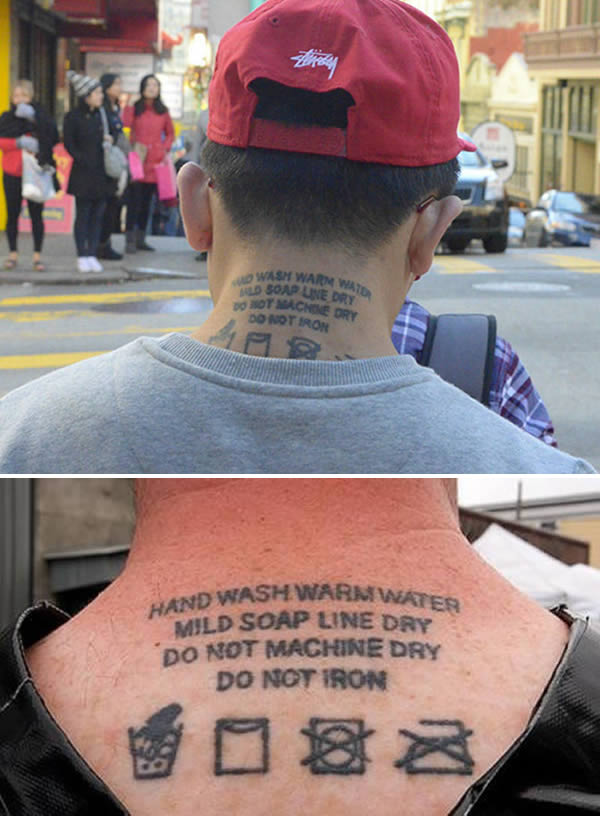 Stüssy
HAND WASH WARM WATER
MILD SOAP LINE DRY
DO NOT MACHINE DRY
DO NOT IRON
HAND WASH WARM WATER
MILD SOAP LINE DRY
DO NOT MACHINE DRY
DO NOT IRON